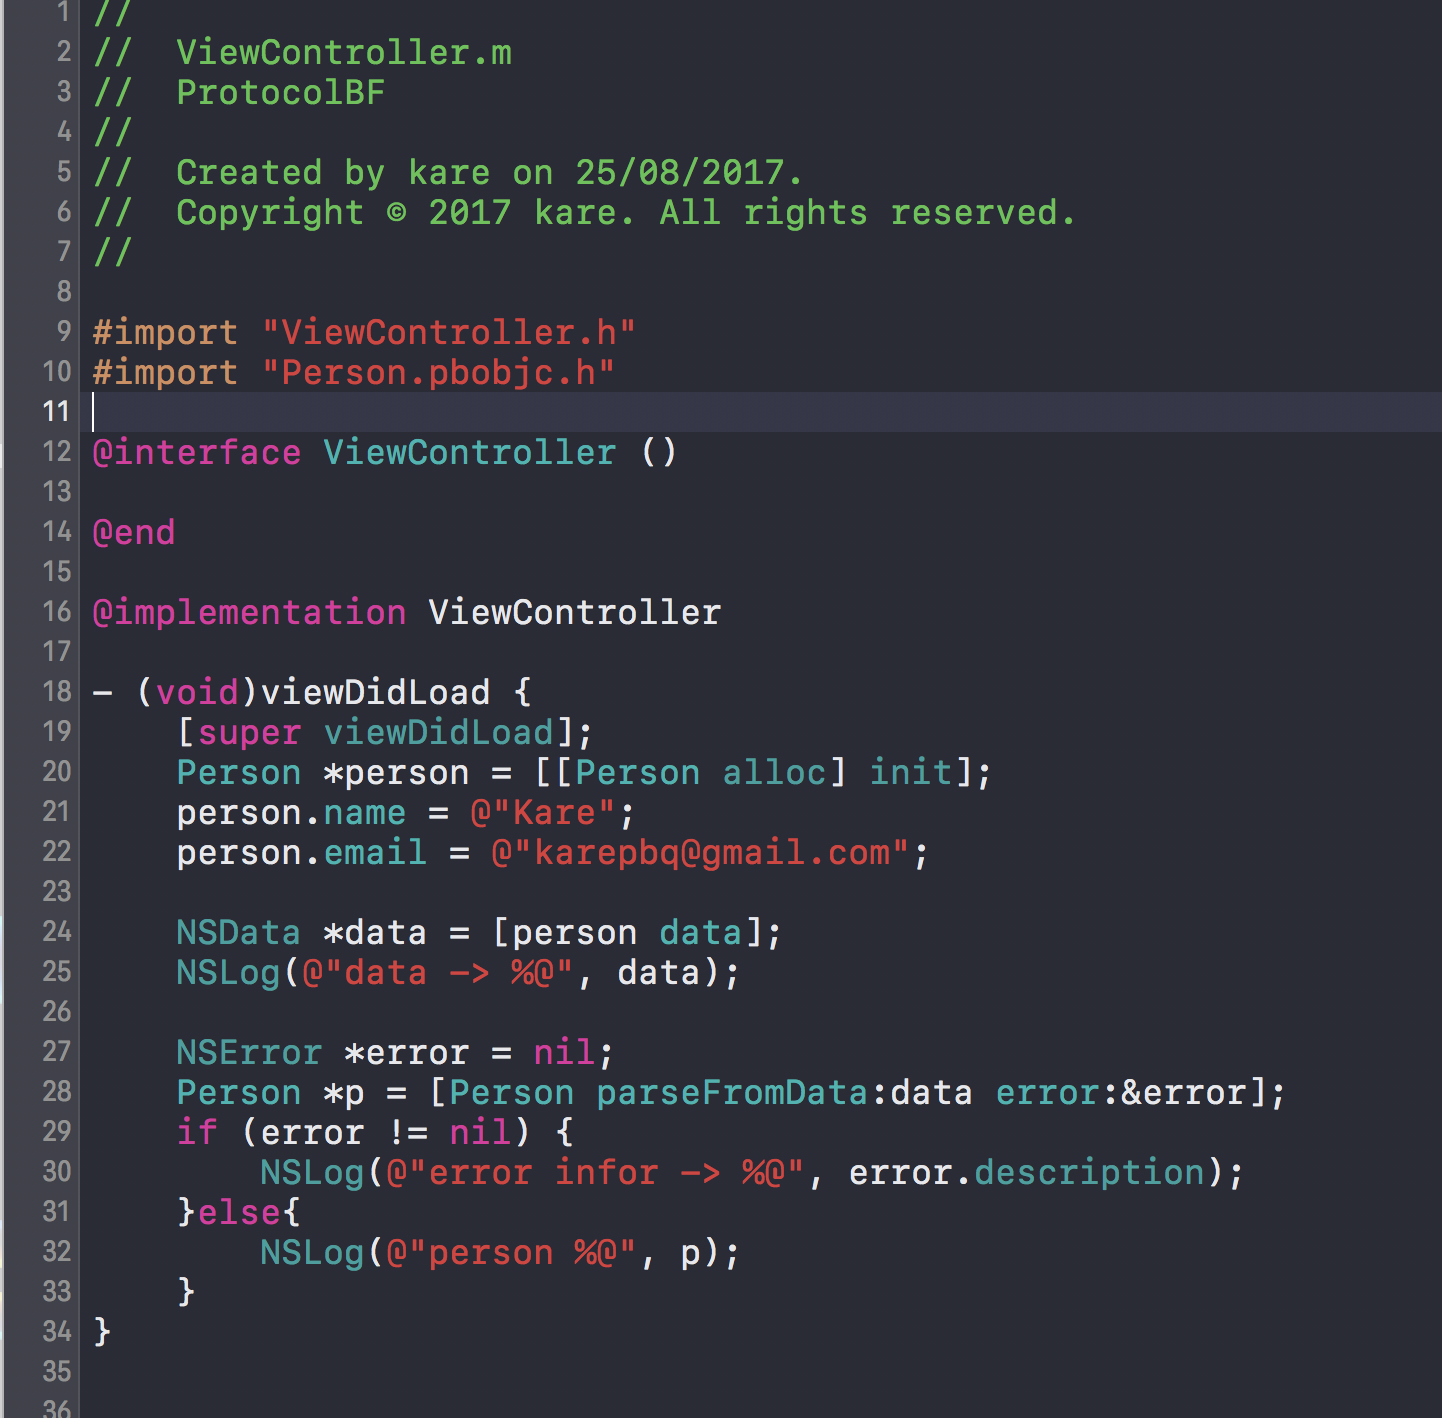 1 //
2 //  ViewController.m
3 //  ProtocolBF
4 //
5 //  Created by kare on 25/08/2017.
6 //  Copyright © 2017 kare. All rights reserved.
7 //
8
9 #import "ViewController.h"
10 #import "Person.pbobjc.h"
11
12 @interface ViewController ()
13
14 @end
15
16 @implementation ViewController
17
18 - (void)viewDidLoad {
19     [super viewDidLoad];
20     Person *person = [[Person alloc] init];
21     person.name = @"Kare";
22     person.email = @"karepbq@gmail.com";
23
24     NSData *data = [person data];
25     NSLog(@"data -> %@", data);
26
27     NSError *error = nil;
28     Person *p = [Person parseFromData:data error:&error];
29     if (error != nil) {
30         NSLog(@"error infor -> %@", error.description);
31     }else{
32         NSLog(@"person %@", p);
33     }
34 }
35
36